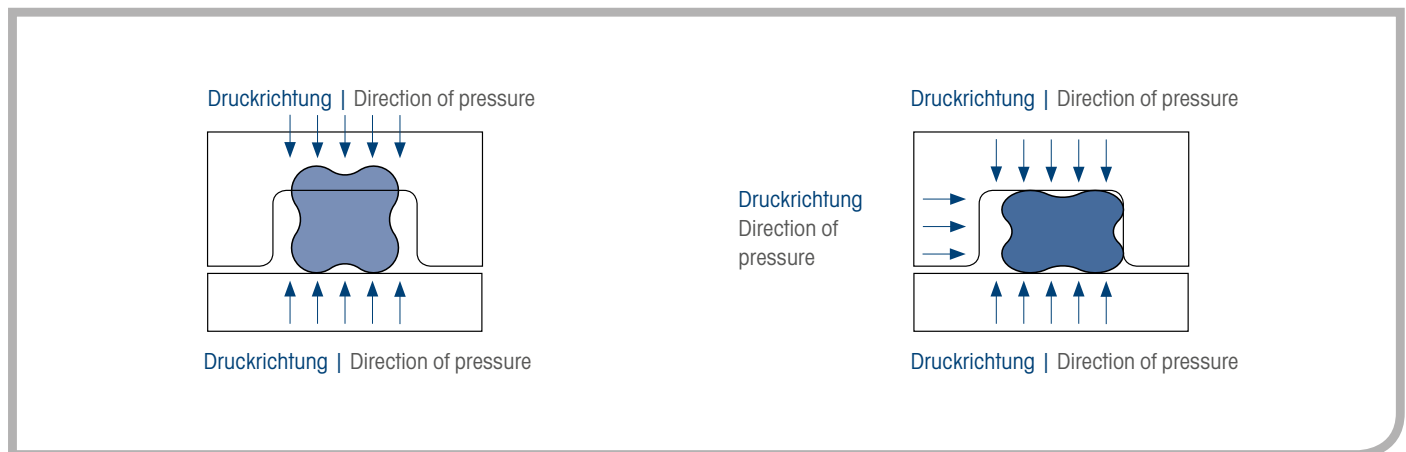 Druckrichtung | Direction of pressure
Druckrichtung | Direction of pressure
Druckrichtung | Direction of pressure
Druckrichtung
Direction of
pressure
Druckrichtung | Direction of pressure